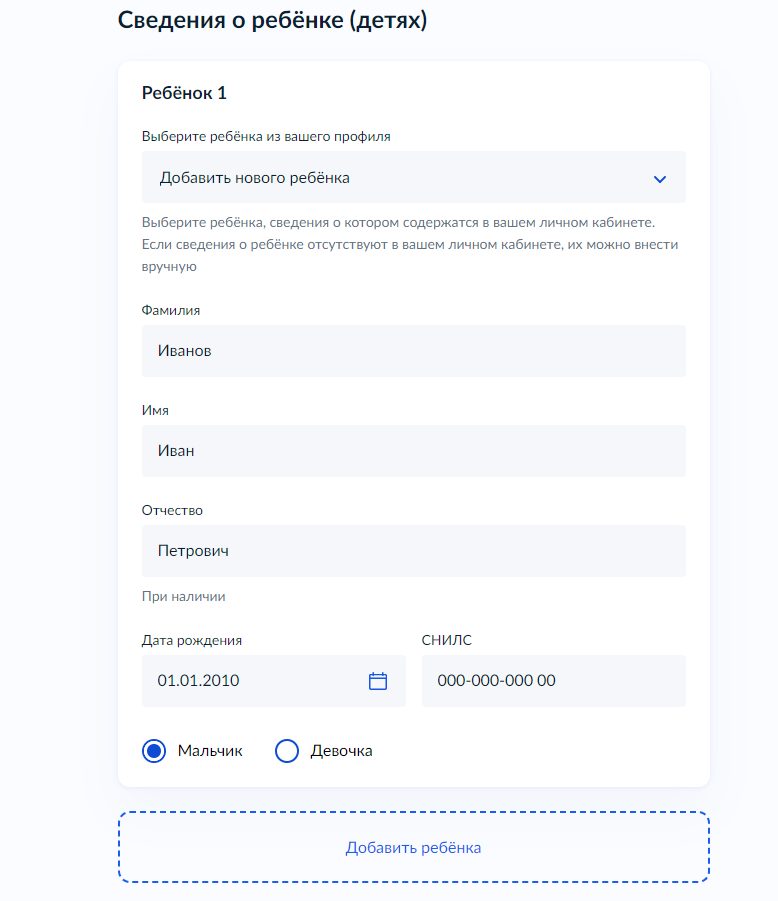 Сведения о ребёнке (детях)
Ребёнок 1
Выберите ребёнка из вашего профиля
Добавить нового ребёнка
Выберите ребёнка, сведения о котором содержатся в вашем личном кабинете.
Если сведения о ребёнке отсутствуют в вашем личном кабинете, их можно внести
вручную
Фамилия
Иванов
Имя
Иван
Отчество
Петрович
При наличии
Дата рождения
СНИЛС
01.01.2010
000-000-000 00
Мальчик
Девочка
Добавить ребёнка